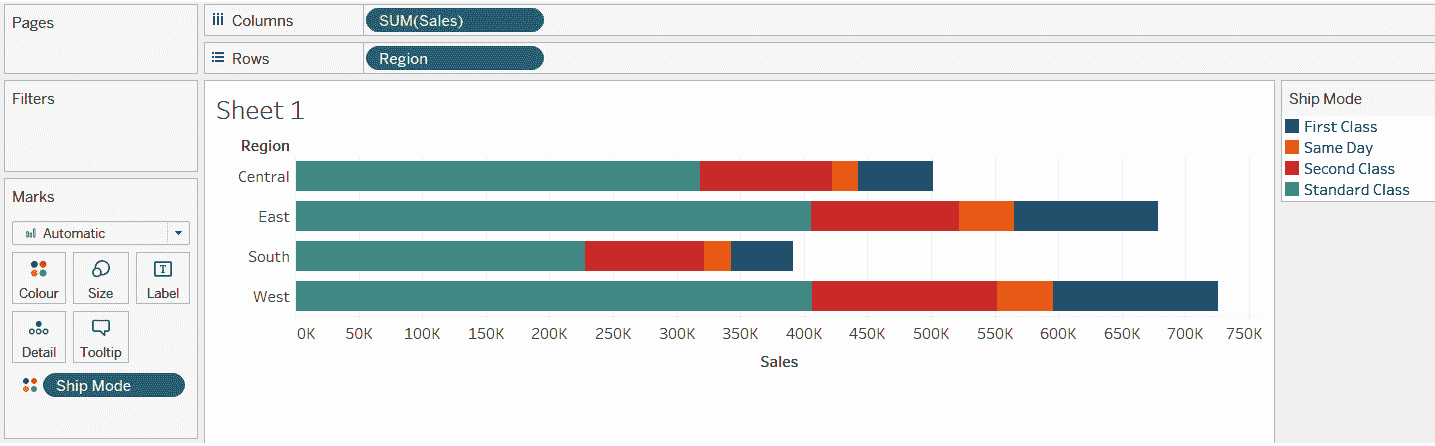 Pages
Columns
SUM(Sales)
Rows
Region
Filters
Marks
Automatic
Colour
Size
T
Label
Detail
Tooltip
Ship Mode
Sheet 1
Region
Central
East
South
West
0K 50K 100K 150K 200K 250K 300K 350K 400K 450K 500K 550K 600K 650K 700K 750K
Sales
Ship Mode
First Class
Same Day
Second Class
Standard Class